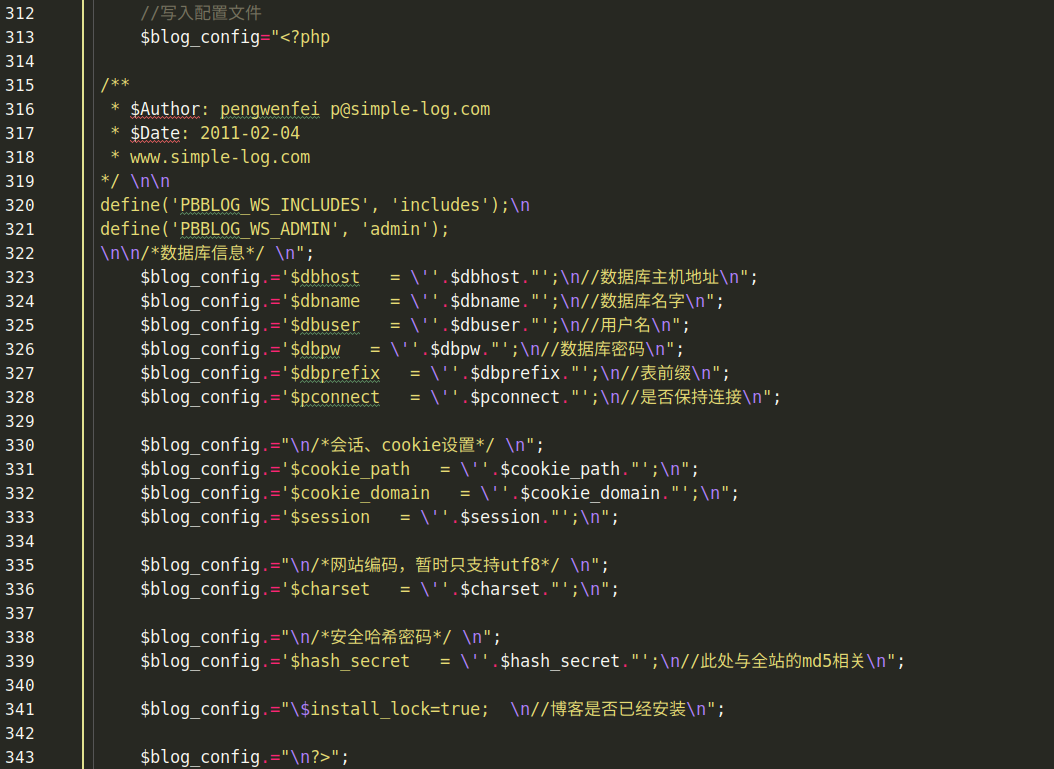 312 //写入配置文件
313 $blog_config="<?php
314
315 /**
316 * $Author: pengwenfei p@simple-log.com
317 * $Date: 2011-02-04
318 * www.simple-log.com
319 */ \n\n
320 define('PBBLOG_WS_INCLUDES', 'includes');\n
321 define('PBBLOG_WS_ADMIN', 'admin');
322 \n\n/*数据库信息*/ \n";
323 $blog_config.='$dbhost   = \''.$dbhost."';\n//数据库主机地址\n";
324 $blog_config.='$dbname   = \''.$dbname."';\n//数据库名字\n";
325 $blog_config.='$dbuser   = \''.$dbuser."';\n//用户名\n";
326 $blog_config.='$dbpw   = \''.$dbpw."';\n//数据库密码\n";
327 $blog_config.='$dbprefix   = \''.$dbprefix."';\n//表前缀\n";
328 $blog_config.='$pconnect   = \''.$pconnect."';\n//是否保持连接\n";
329
330 $blog_config.="\n/*会话、cookie设置*/ \n";
331 $blog_config.='$cookie_path   = \''.$cookie_path."';\n";
332 $blog_config.='$cookie_domain   = \''.$cookie_domain."';\n";
333 $blog_config.='$session   = \''.$session."';\n";
334
335 $blog_config.="\n/*网站编码，暂时只支持utf8*/ \n";
336 $blog_config.='$charset   = \''.$charset."';\n";
337
338 $blog_config.="\n/*安全哈希密码*/ \n";
339 $blog_config.='$hash_secret   = \''.$hash_secret."';\n//此处与全站的md5相关\n";
340
341 $blog_config.="\$install_lock=true;  \n//博客是否已经安装\n";
342
343 $blog_config.="\n?>";